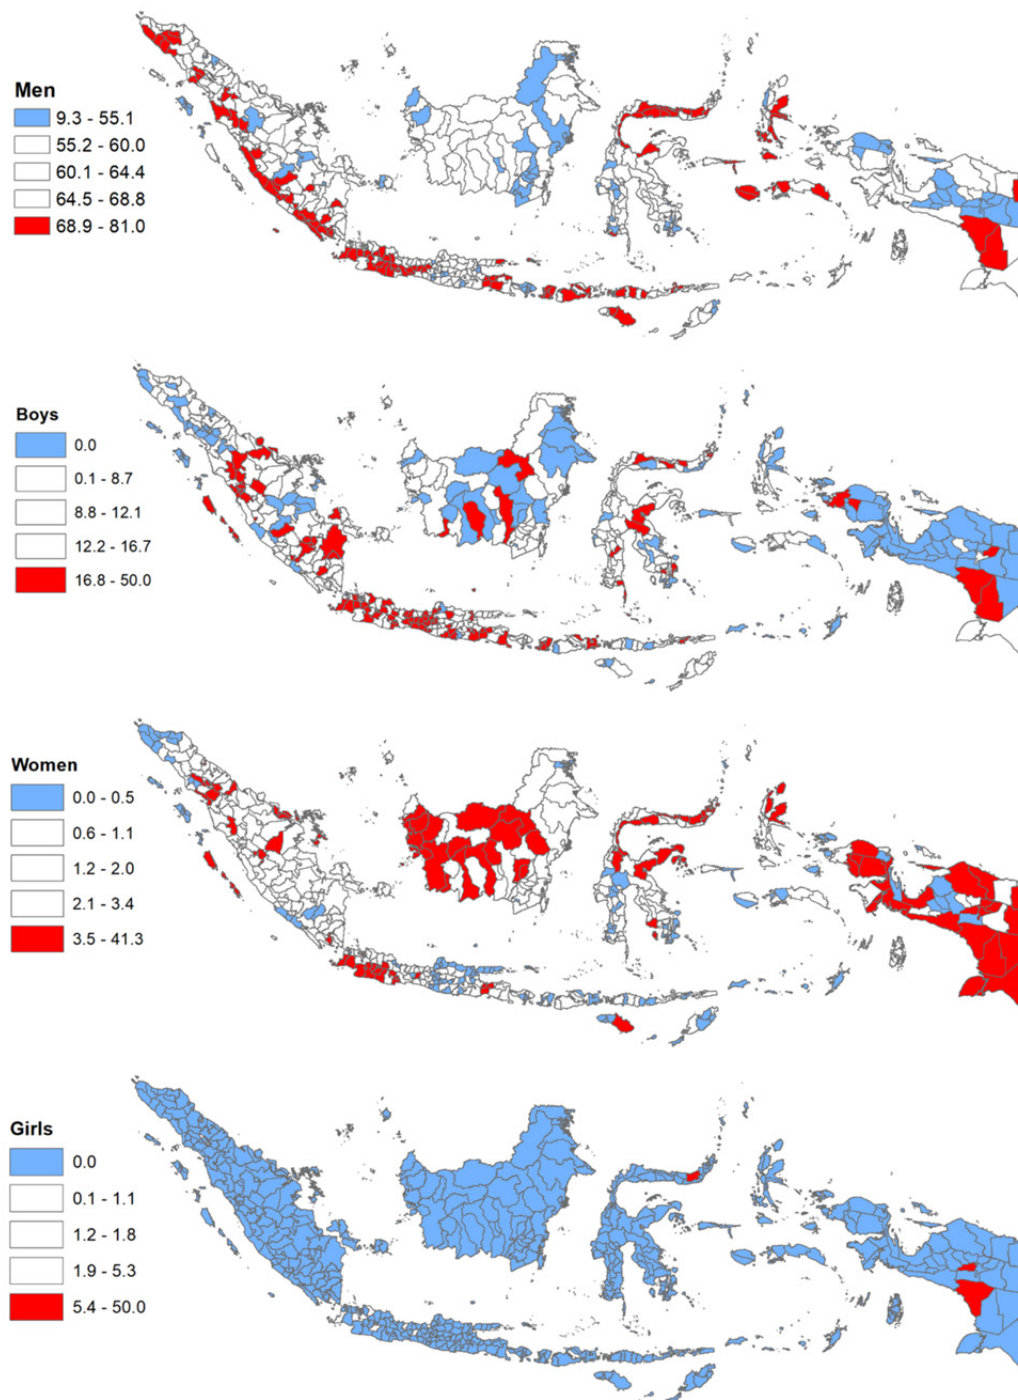 Men
9.3 - 55.1
55.2 - 60.0
60.1 - 64.4
64.5 - 68.8
68.9 - 81.0
Boys
0.0
0.1 - 8.7
8.8 - 12.1
12.2 - 16.7
16.8 - 50.0
Women
0.0 - 0.5
0.6 - 1.1
1.2 - 2.0
2.1 - 3.4
3.5 - 41.3
Girls
0.0
0.1 - 1.1
1.2 - 1.8
1.9 - 5.3
5.4 - 50.0